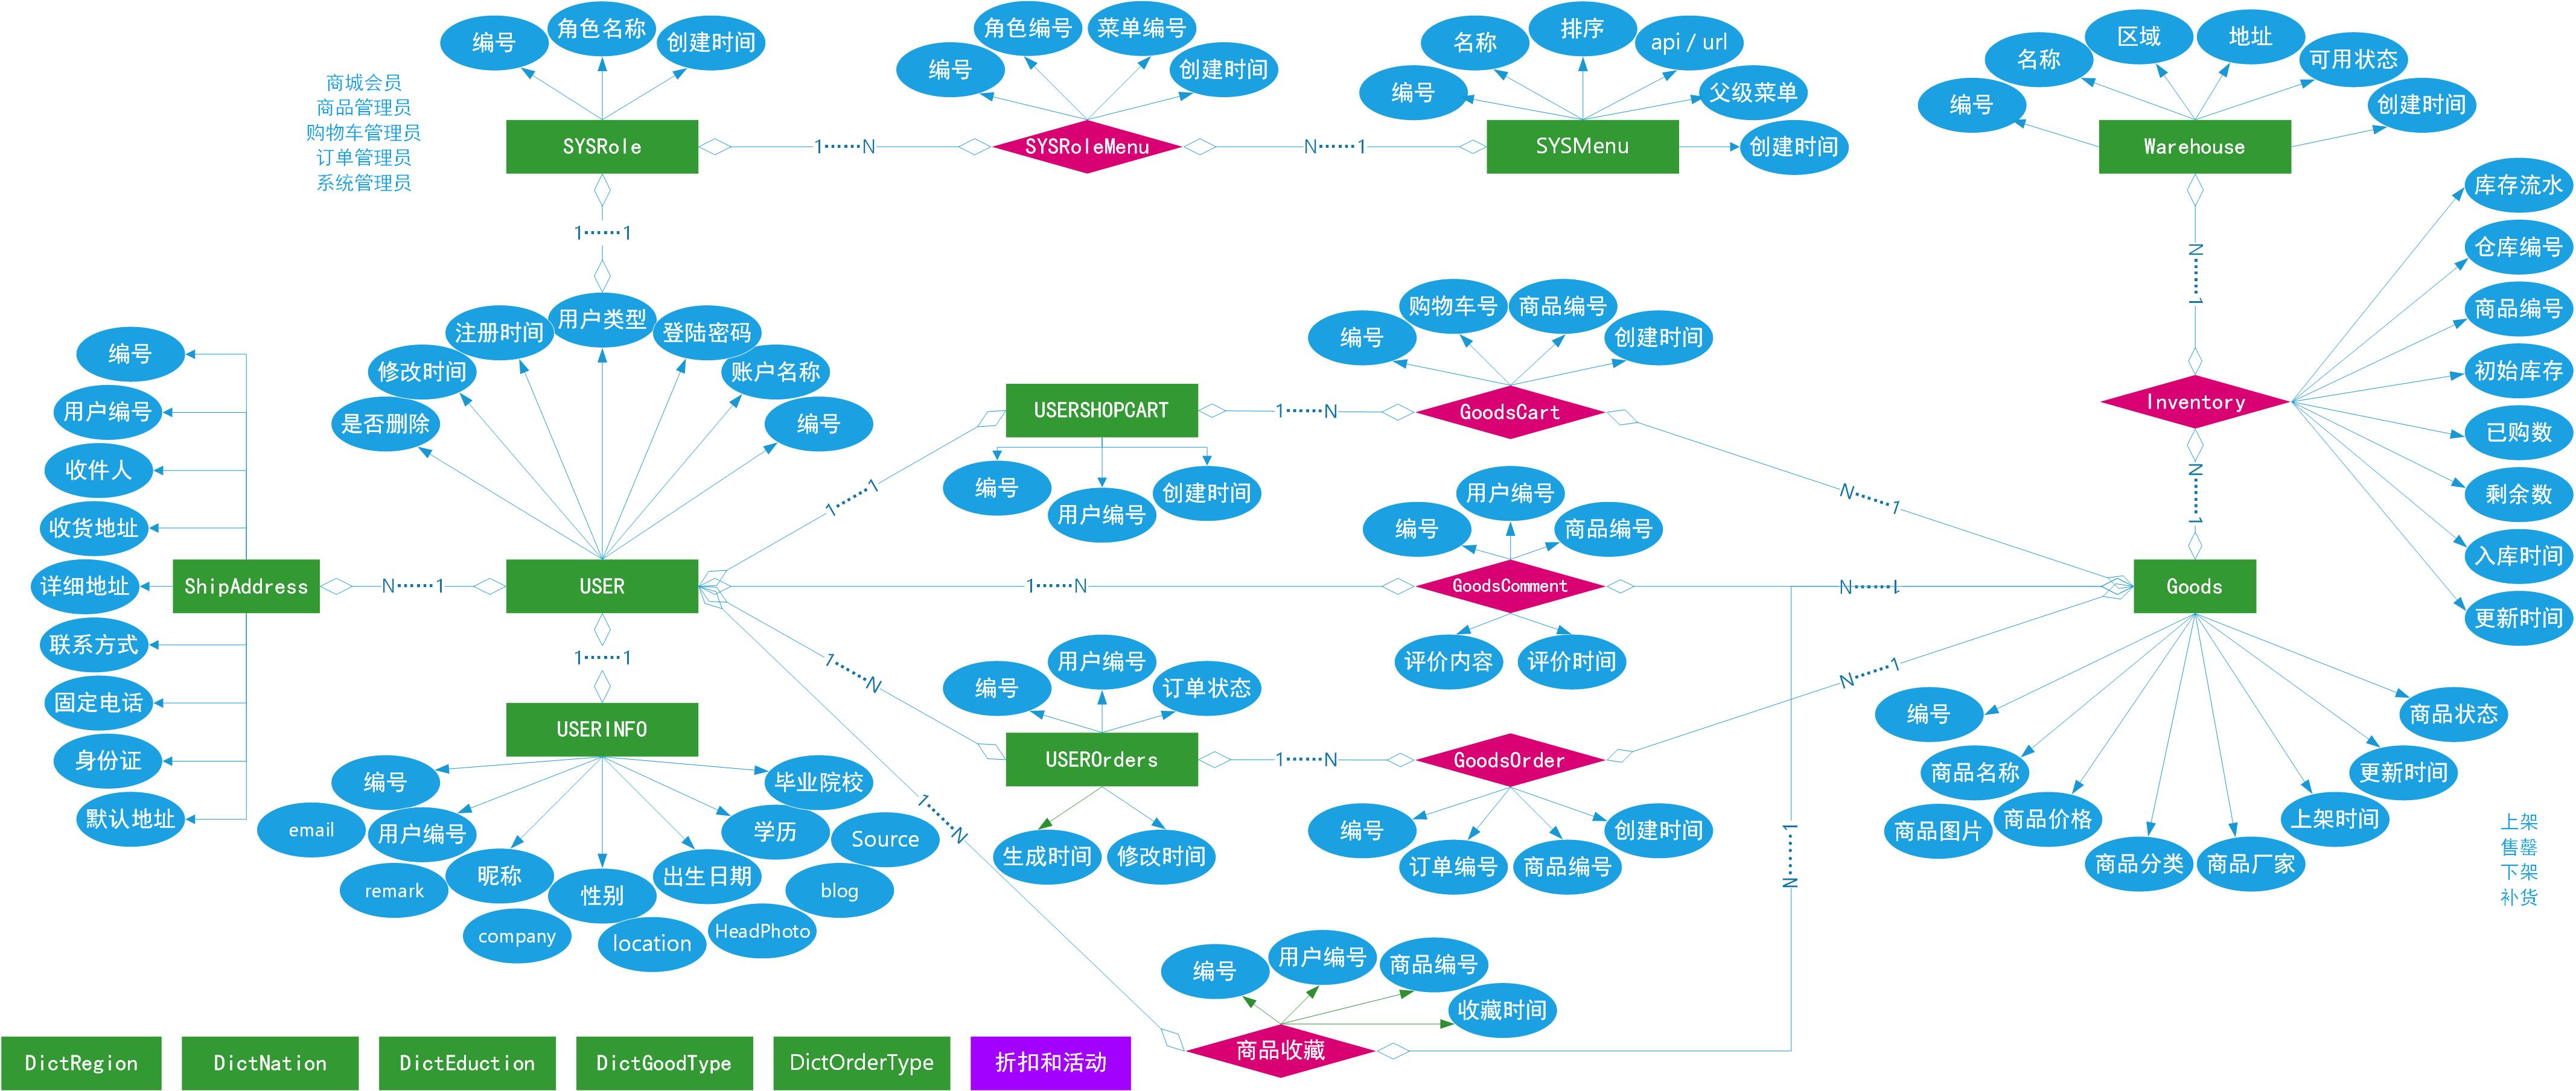 编号
角色名称
创建时间
商城会员
商品管理员
购物车管理员
订单管理员
系统管理员
SYSRole
1······N
编号
角色编号
菜单编号
创建时间
SYSRoleMenu
N······1
编号
名称
排序
api / url
父级菜单
创建时间
SYSMenu
编号
名称
区域
地址
可用状态
创建时间
Warehouse
1······1
是否删除
修改时间
注册时间
用户类型
登陆密码
账户名称
编号
USER
编号
用户编号
收件人
收货地址
详细地址
联系方式
固定电话
身份证
默认地址
ShipAddress
N······1
1······1
USERINFO
编号
用户编号
昵称
性别
出生日期
学历
毕业院校
email
remark
company
location
HeadPhoto
blog
Source
1······1
USERSHOPCART
编号
用户编号
创建时间
1······N
编号
购物车号
商品编号
创建时间
GoodsCart
N······1
1······N
编号
用户编号
商品编号
GoodsComment
评价内容
评价时间
N······1
1······N
编号
用户编号
订单状态
USEROrders
生成时间
修改时间
1······N
GoodsOrder
编号
订单编号
商品编号
创建时间
N······1
1······N
编号
用户编号
商品编号
收藏时间
商品收藏
N······1
N······1
Inventory
库存流水
仓库编号
商品编号
初始库存
已购数
剩余数
入库时间
更新时间
N······1
Goods
编号
商品名称
商品图片
商品价格
商品分类
商品厂家
上架时间
更新时间
商品状态
上架
售罄
下架
补货
DictRegion
DictNation
DictEduction
DictGoodType
DictOrderType
折扣和活动